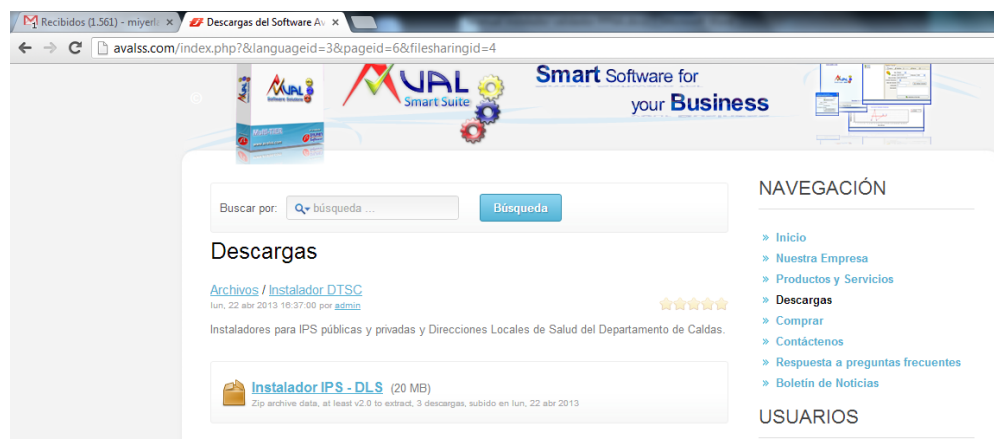 Recibidos (1.561) - miyerl
Descargas del Software Av
avalss.com/index.php?&languageid=3&pageid=6&filesharingid=4
AVAL
Smart Suite
Smart Software for
your Business
AVAL
Multi-USER
Buscar por:
búsqueda ...
Búsqueda
Descargas
Archivos / Instalador DTSC
lun, 22 abr 2013 16:37:00 por admin
Instaladores para IPS públicas y privadas y Direcciones Locales de Salud del Departamento de Caldas.
Instalador IPS - DLS (20 MB)
Zip archive data, at least v2.0 to extract, 3 descargas, subido en lun, 22 abr 2013
NAVEGACIÓN
» Inicio
» Nuestra Empresa
» Productos y Servicios
» Descargas
» Comprar
» Contáctenos
» Respuesta a preguntas frecuentes
» Boletín de Noticias
USUARIOS